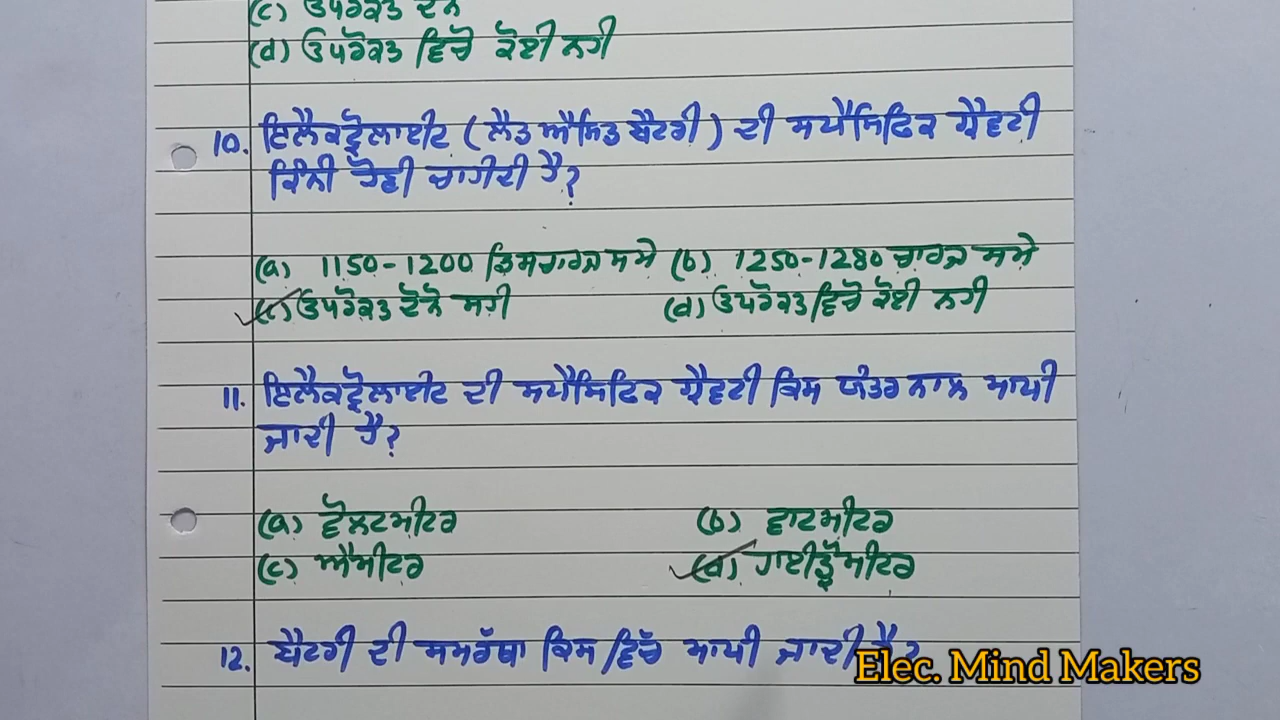 (c) ਉਪਰੋਕਤ ਦੋਨੋ
(d) ਉਪਰੋਕਤ ਵਿਚੋ ਕੋਈ ਨਹੀ
10. ਇਲੈਕਟ੍ਰੋਲਾਈਟ (ਲੈਡ ਐਸਿਡ ਬੈਟਰੀ) ਦੀ ਸਪੈਸਿਫਿਕ ਗ੍ਰੈਵਟੀ
ਕਿੰਨੀ ਹੋਣੀ ਚਾਹੀਦੀ ਹੈ?
(a) 1150-1200 ਡਿਸਚਾਰਜ ਸਮੇ (b) 1250-1280 ਚਾਰਜ ਸਮੇ
(c) ਉਪਰੋਕਤ ਦੋਨੋ ਸਹੀ (d) ਉਪਰੋਕਤ ਵਿਚੋ ਕੋਈ ਨਹੀ
11. ਇਲੈਕਟ੍ਰੋਲਾਈਟ ਦੀ ਸਪੈਸਿਫਿਕ ਗ੍ਰੈਵਟੀ ਕਿਸ ਯੰਤਰ ਨਾਲ ਮਾਪੀ
ਜਾਦੀ ਹੈ?
(a) ਵੋਲਟਮੀਟਰ (b) ਵਾਟਮੀਟਰ
(c) ਐਮੀਟਰ (d) ਹਾਈਡ੍ਰੋਮੀਟਰ
12. ਬੈਟਰੀ ਦੀ ਸਮਰੱਥਾ ਕਿਸ ਵਿੱਚ ਮਾਪੀ ਜਾਦੀ ਹੈ?
Elec. Mind Makers